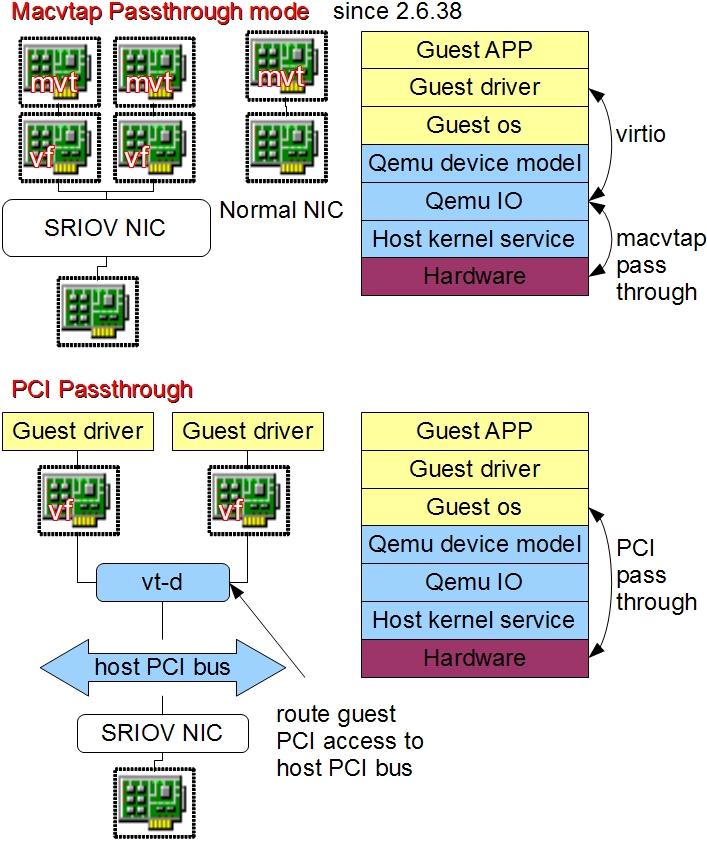 Macvtap Passthrough mode since 2.6.38
mvt mvt mvt
vf vf
Normal NIC
SRIOV NIC
Guest APP
Guest driver
Guest os
Qemu device model
Qemu IO
Host kernel service
Hardware
virtio
macvtap
pass
through
PCI Passthrough
Guest driver Guest driver
vf vf
vt-d
host PCI bus
SRIOV NIC
route guest
PCI access to
host PCI bus
Guest APP
Guest driver
Guest os
Qemu device model
Qemu IO
Host kernel service
Hardware
PCI
pass
through